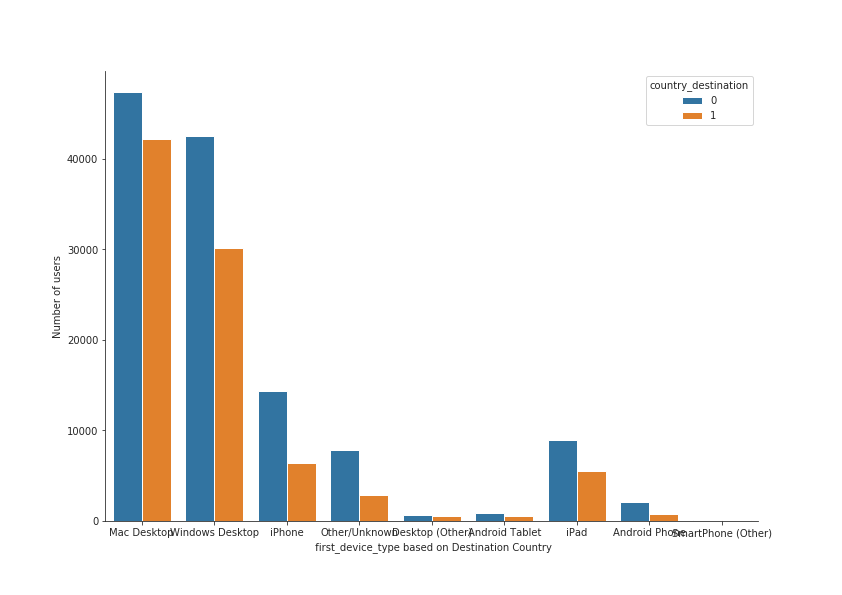 country_destination
0
1
40000
30000
20000
10000
0
Number of users
Mac Desktop Windows Desktop iPhone Other/Unknown Desktop (Other) Android Tablet iPad Android Phone SmartPhone (Other)
first_device_type based on Destination Country